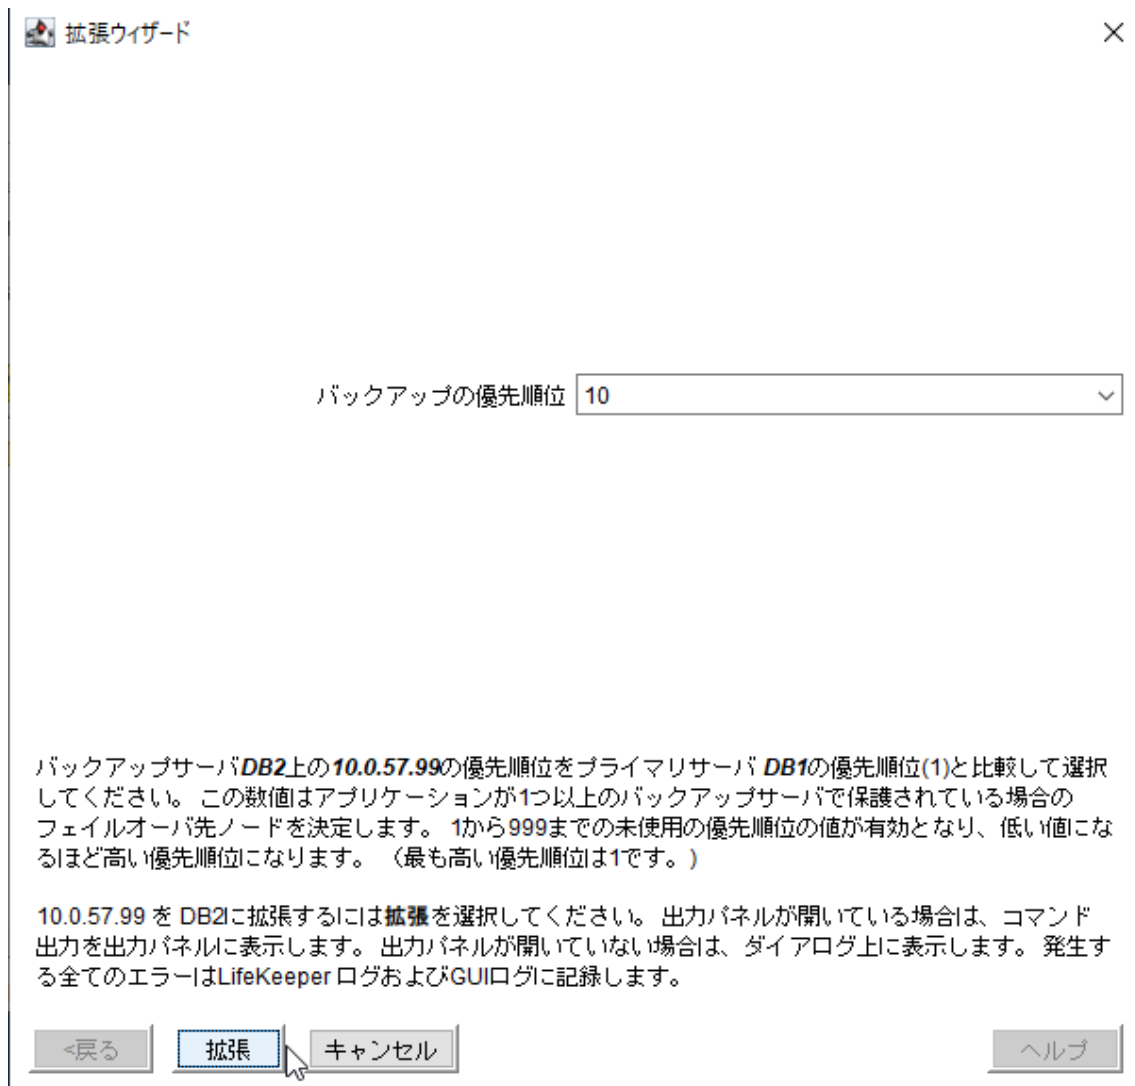 拡張ウィザード
バックアップの優先順位 10
バックアップサーバDB2上の10.0.57.99の優先順位をプライマリサーバ DB1の優先順位(1)と比較して選択
してください。 この数値はアプリケーションが1つ以上のバックアップサーバで保護されている場合の
フェイルオーバ先ノードを決定します。 1から999までの未使用の優先順位の値が有効となり、低い値にな
るほど高い優先順位になります。 （最も高い優先順位は1です。)
10.0.57.99 を DB2に拡張するには拡張を選択してください。 出力パネルが開いている場合は、コマンド
出力を出力パネルに表示します。 出力パネルが開いていない場合は、ダイアログ上に表示します。 発生す
る全てのエラーはLifeKeeper ログおよびGUIログに記録します。
<戻る 拡張 キャンセル ヘルプ